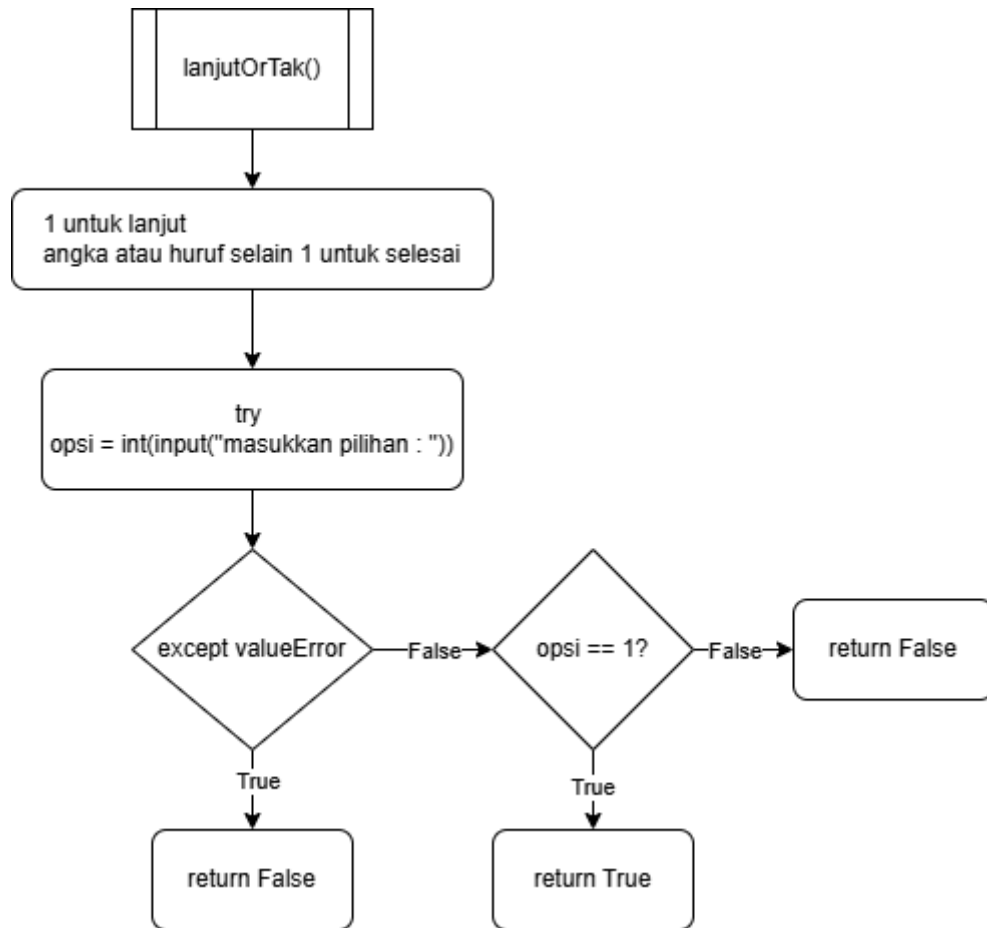 lanjutOrTak()
1 untuk lanjut
angka atau huruf selain 1 untuk selesai
try
opsi = int(input("masukkan pilihan : "))
except valueError
False
opsi == 1?
False
return False
True
True
return False
return True